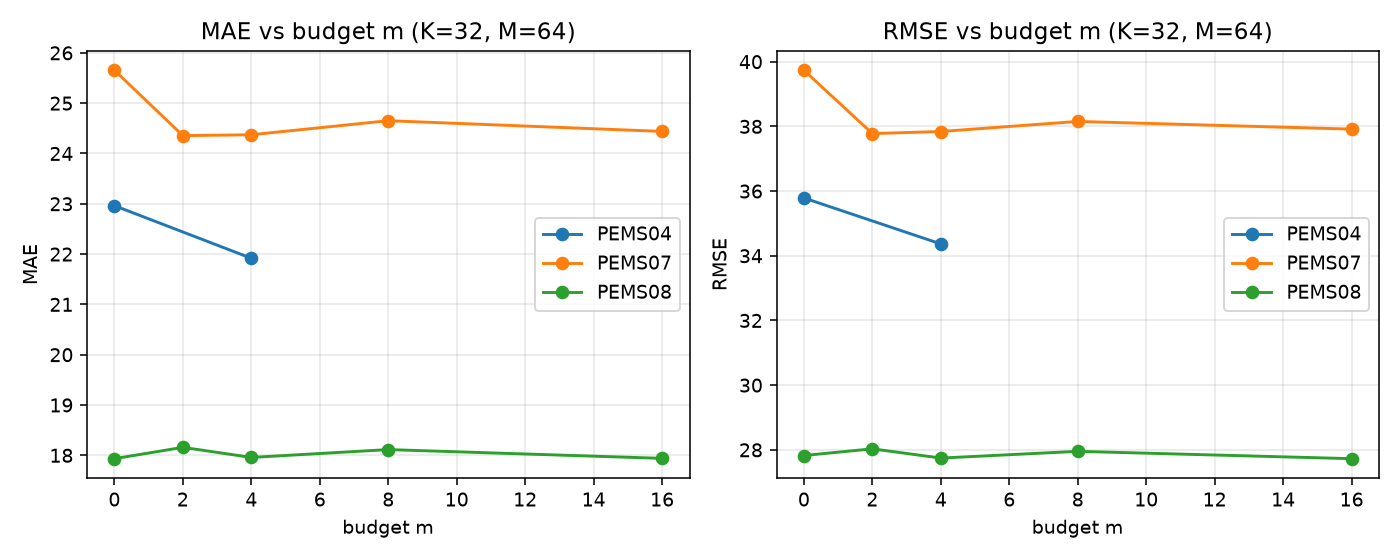 MAE vs budget m (K=32, M=64)
26
25
24
23
22
21
20
19
18
MAE
0 2 4 6 8 10 12 14 16
budget m
PEMS04
PEMS07
PEMS08
RMSE vs budget m (K=32, M=64)
40
38
36
34
32
30
28
RMSE
0 2 4 6 8 10 12 14 16
budget m
PEMS04
PEMS07
PEMS08